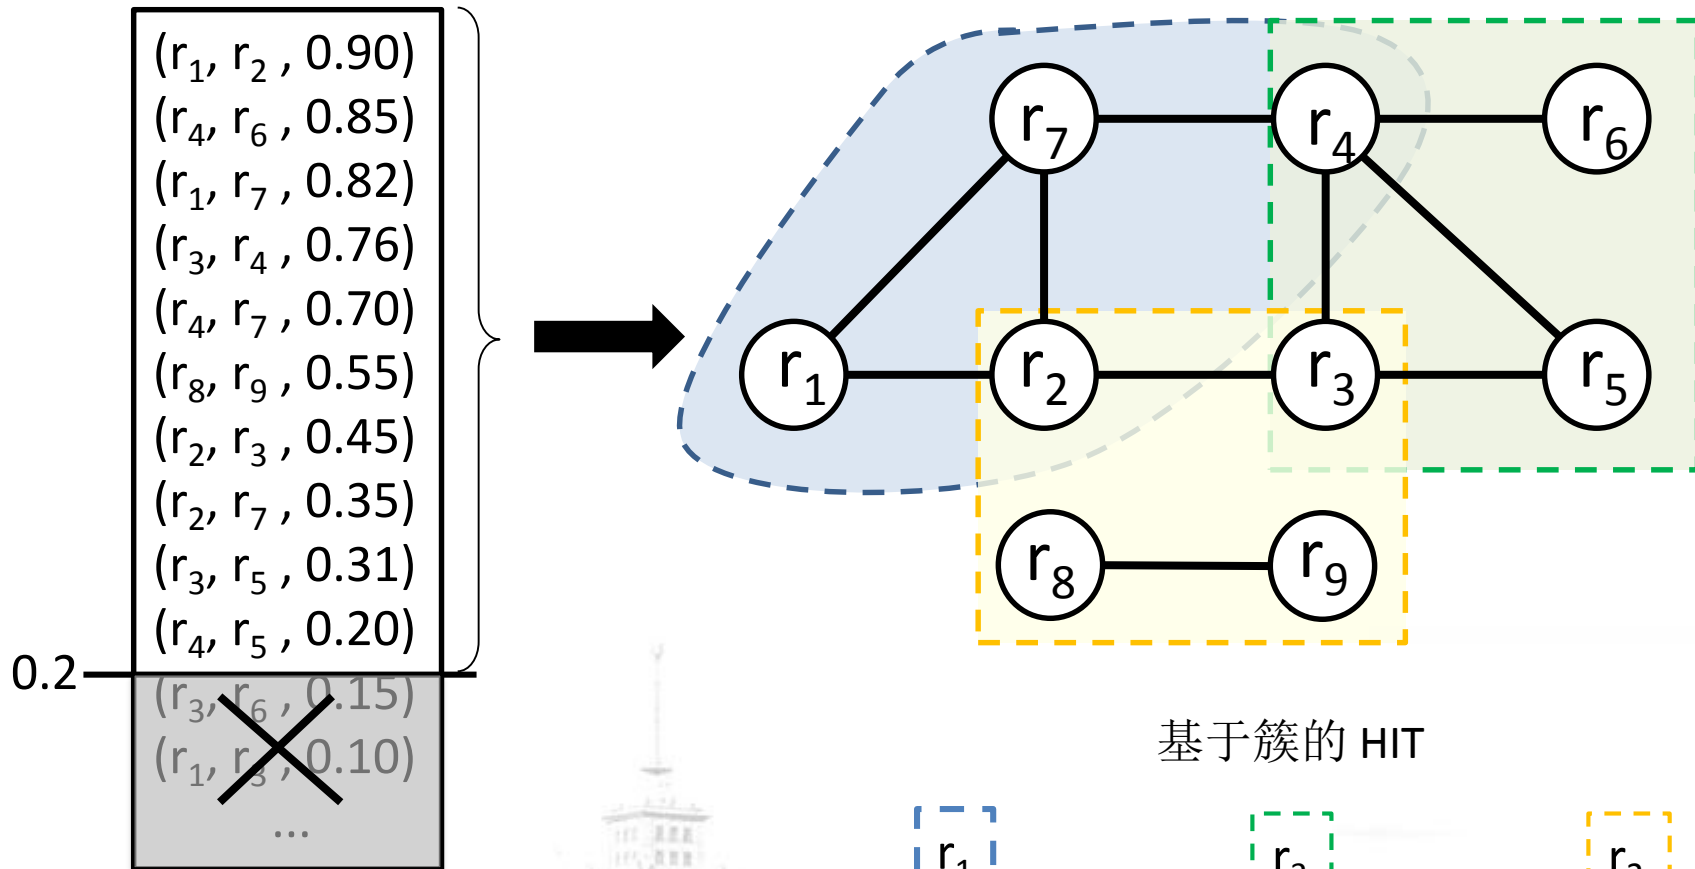 (r₁, r₂ , 0.90)
(r₄, r₆ , 0.85)
(r₁, r₇ , 0.82)
(r₃, r₄ , 0.76)
(r₄, r₇ , 0.70)
(r₈, r₉ , 0.55)
(r₂, r₃ , 0.45)
(r₂, r₇ , 0.35)
(r₃, r₅ , 0.31)
(r₄, r₅ , 0.20)
0.2
(r₃, r₆ , 0.15)
(r₁, r₃ , 0.10)
...
r₇
r₄
r₆
r₁
r₂
r₃
r₅
r₈
r₉
基于簇的 HIT
r₁